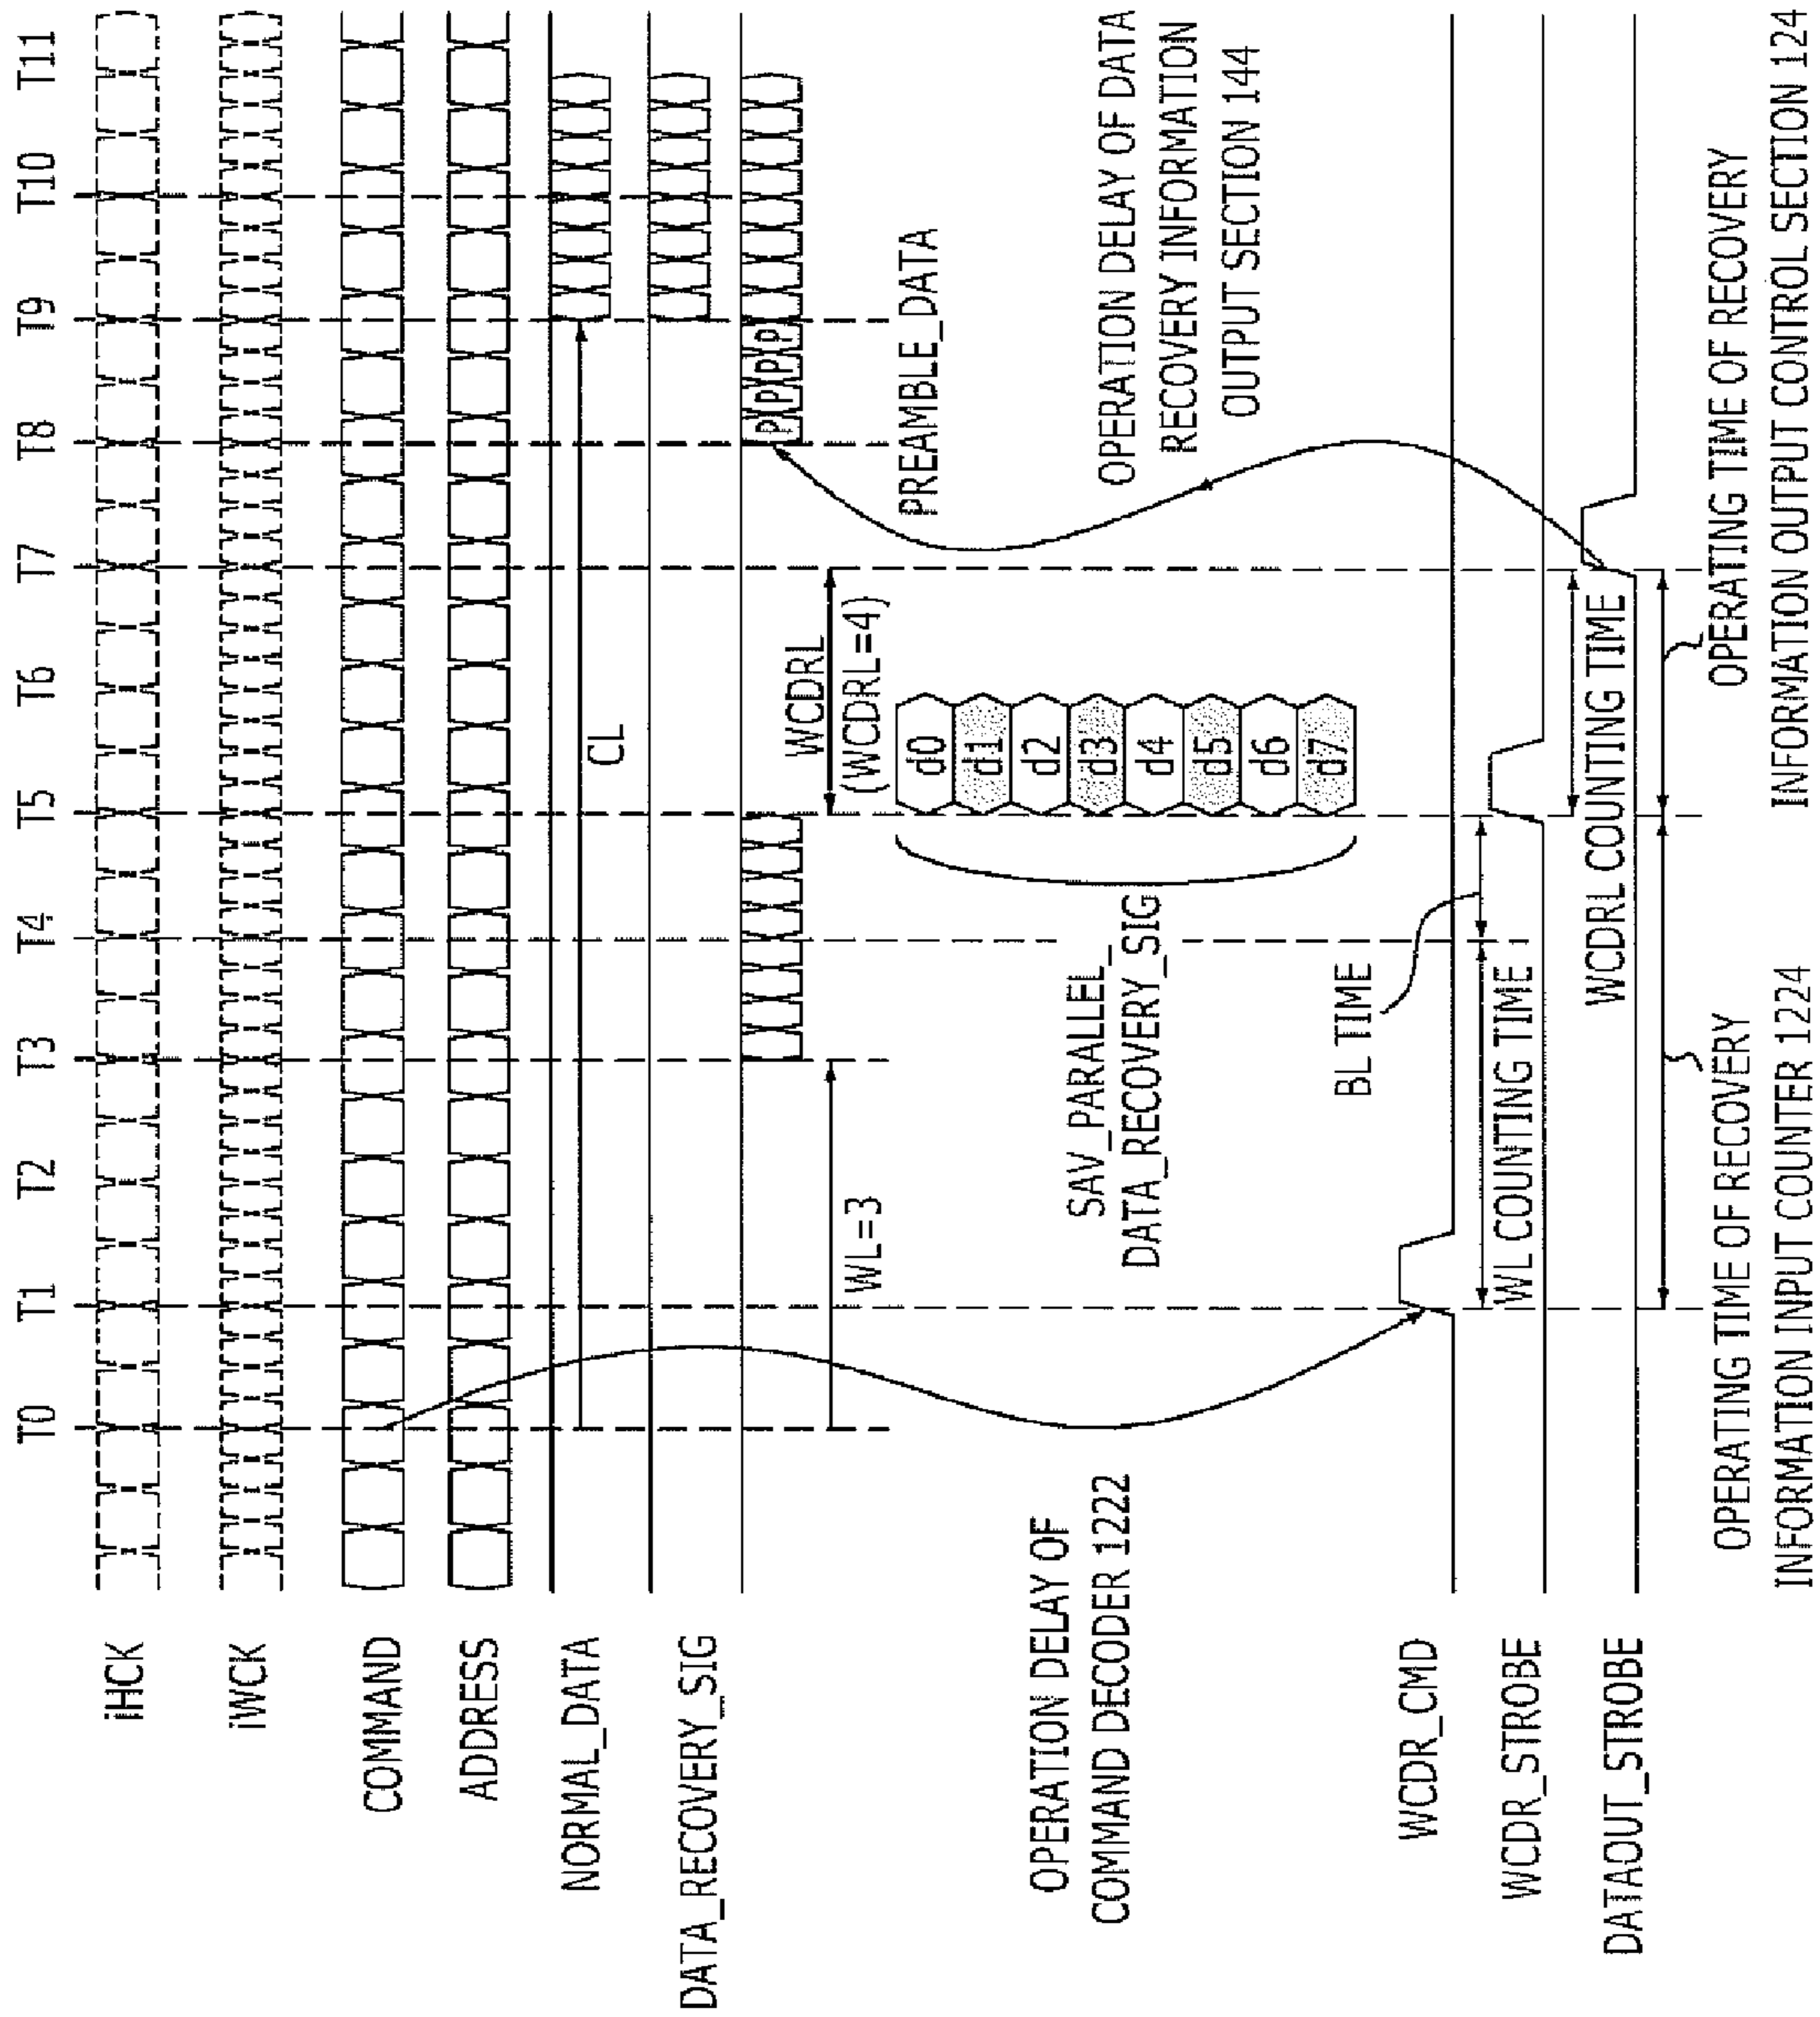 T0 T1 T2 T3 T4 T5 T6 T7 T8 T9 T10 T11
iHCK
iWCK
COMMAND
ADDRESS
NORMAL_DATA
CL
DATA_RECOVERY_SIG
P P P P
WL=3
WCDRL
(WCDRL=4)
PREAMBLE_DATA
OPERATION DELAY OF
COMMAND DECODER 1222
SAV_PARALLEL_
DATA_RECOVERY_SIG
d0
d1
d2
d3
d4
d5
d6
d7
OPERATION DELAY OF DATA
RECOVERY INFORMATION
OUTPUT SECTION 144
BL TIME
WCDR_CMD
WL COUNTING TIME
WCDR_STROBE
WCDRL COUNTING TIME
DATAOUT_STROBE
OPERATING TIME OF RECOVERY
INFORMATION INPUT COUNTER 1224
OPERATING TIME OF RECOVERY
INFORMATION OUTPUT CONTROL SECTION 124